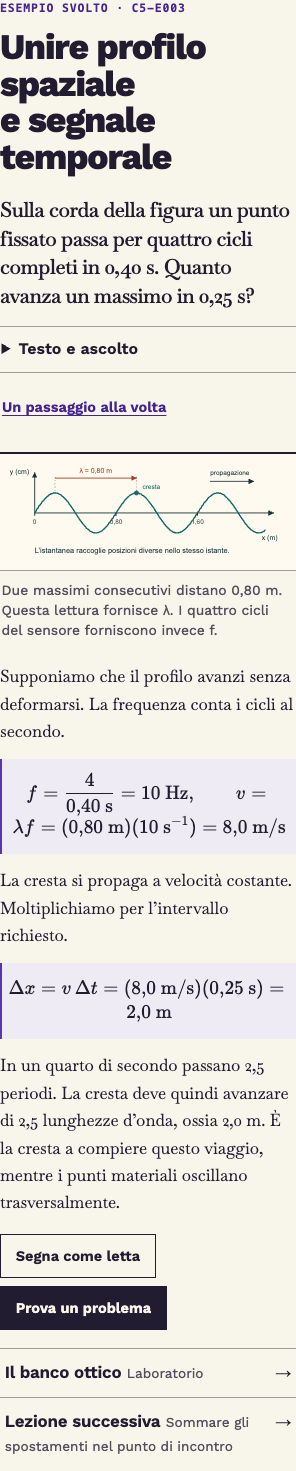 ESEMPIO SVOLTO · C5–E003
Unire profilo
spaziale
e segnale
temporale
Sulla corda della figura un punto
fissato passa per quattro cicli
completi in 0,40 s. Quanto
avanza un massimo in 0,25 s?
▶ Testo e ascolto
Un passaggio alla volta
y (cm)
λ = 0,80 m
propagazione
cresta
0
0,80
1,60
x (m)
L'istantanea raccoglie posizioni diverse nello stesso istante.
Due massimi consecutivi distano 0,80 m.
Questa lettura fornisce λ. I quattro cicli
del sensore forniscono invece f.
Supponiamo che il profilo avanzi senza
deformarsi. La frequenza conta i cicli al
secondo.
f = 4 / 0,40 s = 10 Hz, v =
λf = (0,80 m)(10 s⁻¹) = 8,0 m/s
La cresta si propaga a velocità costante.
Moltiplichiamo per l'intervallo
richiesto.
Δx = v Δt = (8,0 m/s)(0,25 s) =
2,0 m
In un quarto di secondo passano 2,5
periodi. La cresta deve quindi avanzare
di 2,5 lunghezze d'onda, ossia 2,0 m. È
la cresta a compiere questo viaggio,
mentre i punti materiali oscillano
trasversalmente.
Segna come letta
Prova un problema
Il banco ottico Laboratorio →
Lezione successiva Sommare gli →
spostamenti nel punto di incontro